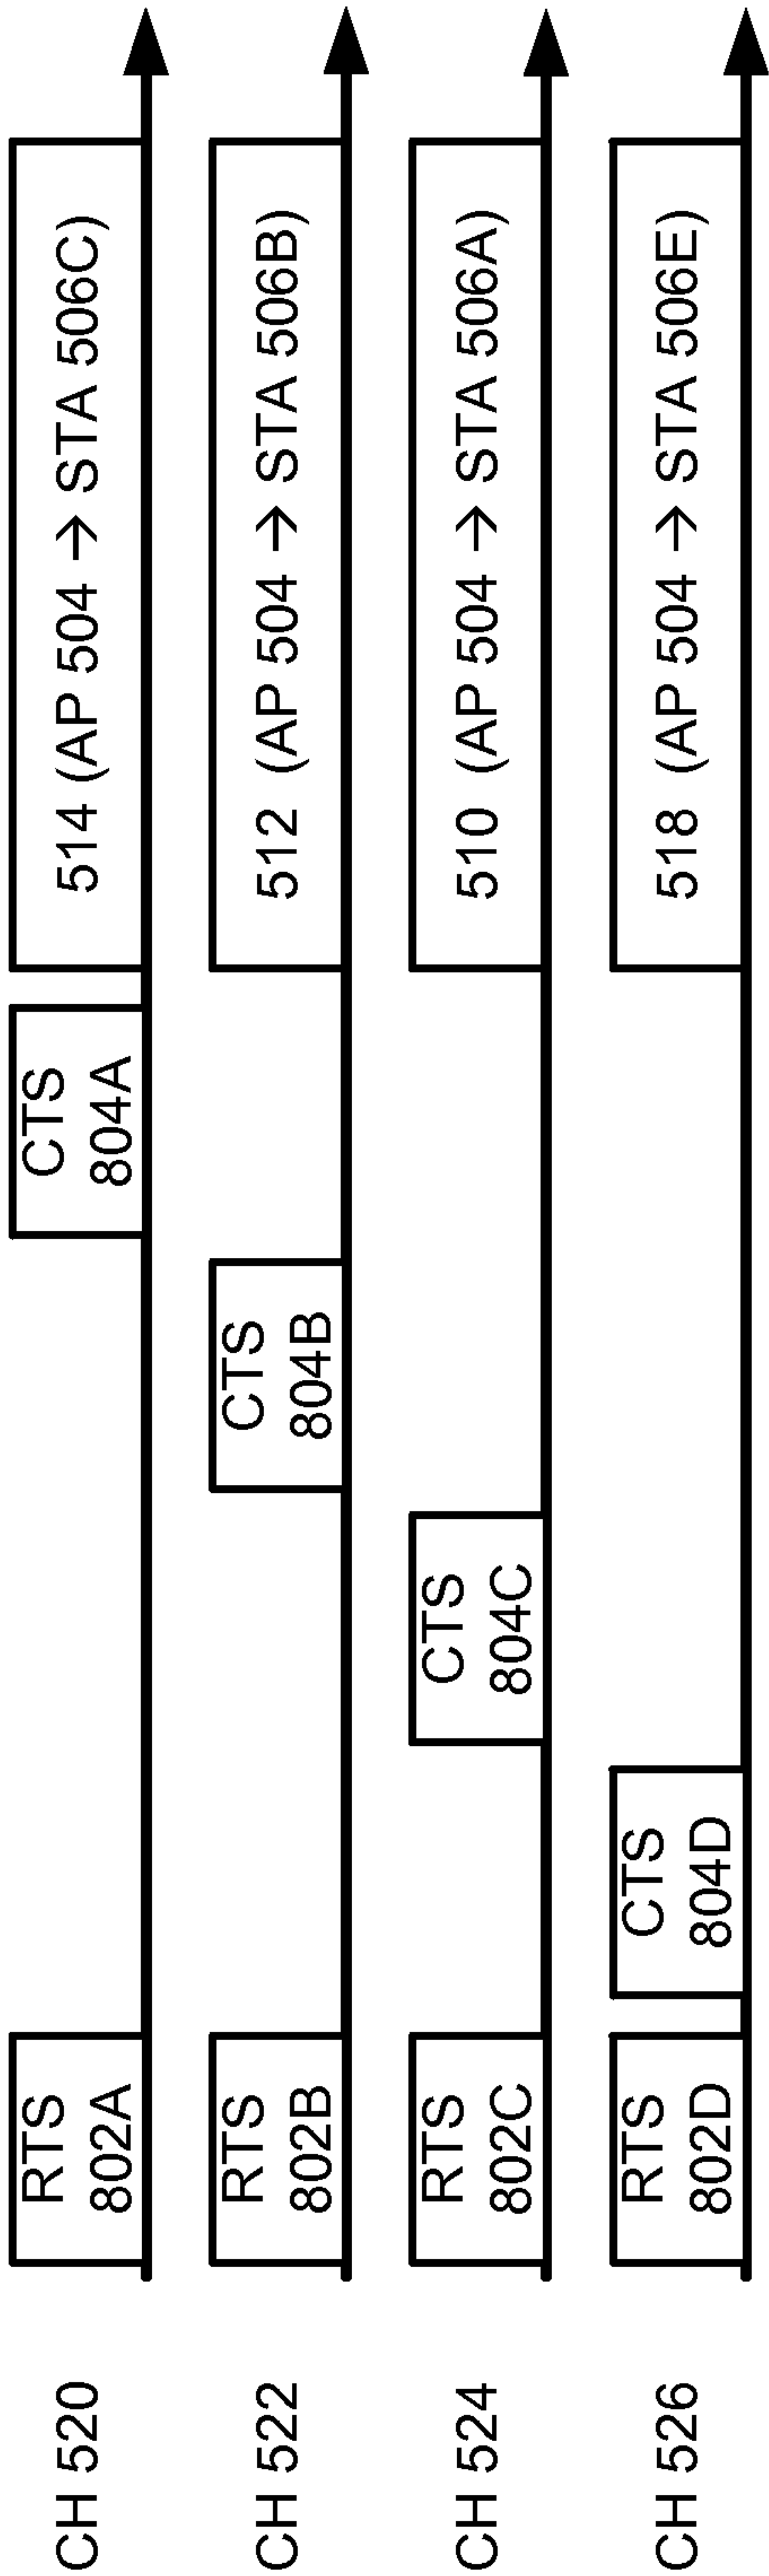 CH 520
RTS
802A
CTS
804A
514 (AP 504 → STA 506C)
CH 522
RTS
802B
CTS
804B
512 (AP 504 → STA 506B)
CH 524
RTS
802C
CTS
804C
510 (AP 504 → STA 506A)
CH 526
RTS
802D
CTS
804D
518 (AP 504 → STA 506E)